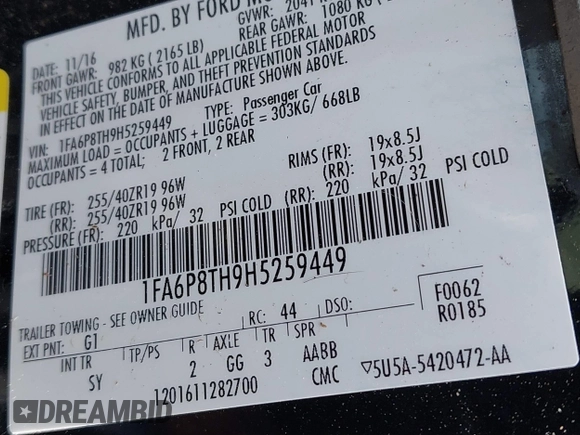 MFD. BY FORD MO
DATE: 11/16 GVWR: 2041
FRONT GAWR: 982 KG ( 2165 LB) REAR GAWR: 1080 KG
THIS VEHICLE CONFORMS TO ALL APPLICABLE FEDERAL MOTOR
VEHICLE SAFETY, BUMPER, AND THEFT PREVENTION STANDARDS
IN EFFECT ON THE DATE OF MANUFACTURE SHOWN ABOVE.
VIN: 1FA6P8TH9H5259449 TYPE: Passenger Car
MAXIMUM LOAD = OCCUPANTS + LUGGAGE = 303KG/ 668LB
OCCUPANTS = 4 TOTAL; 2 FRONT, 2 REAR
TIRE (FR): 255/40ZR19 96W RIMS (FR): 19x8.5J
(RR): 255/40ZR19 96W (RR): 19x8.5J
PRESSURE (FR): 220 kPa/ 32 PSI COLD (RR): 220 kPa/ 32 PSI COLD
1FA6P8TH9H5259449
TRAILER TOWING - SEE OWNER GUIDE
EXT PNT: G1 RC: 44 DSO: F0062
R0185
INT TR TP/PS R AXLE TR SPR
SY 2 GG 3 AABB
1201611282700 CMC ▽5U5A-5420472-AA
DREAMBID